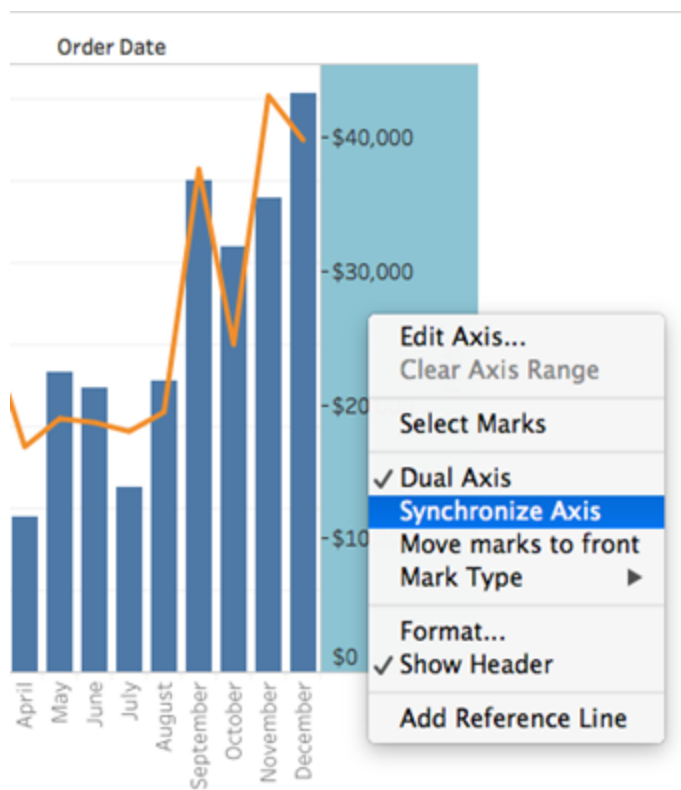 Order Date
$40,000
$30,000
$20
$10
$0
Edit Axis...
Clear Axis Range
Select Marks
✓ Dual Axis
Synchronize Axis
Move marks to front
Mark Type ▶
Format...
✓ Show Header
Add Reference Line
April
May
June
July
August
September
October
November
December